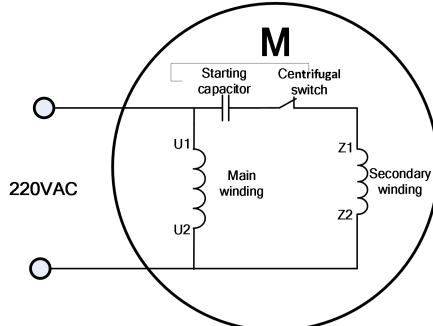 M
Starting
capacitor
Centrifugal
switch
U1
Z1
220VAC
Main
winding
Secondary
winding
U2
Z2